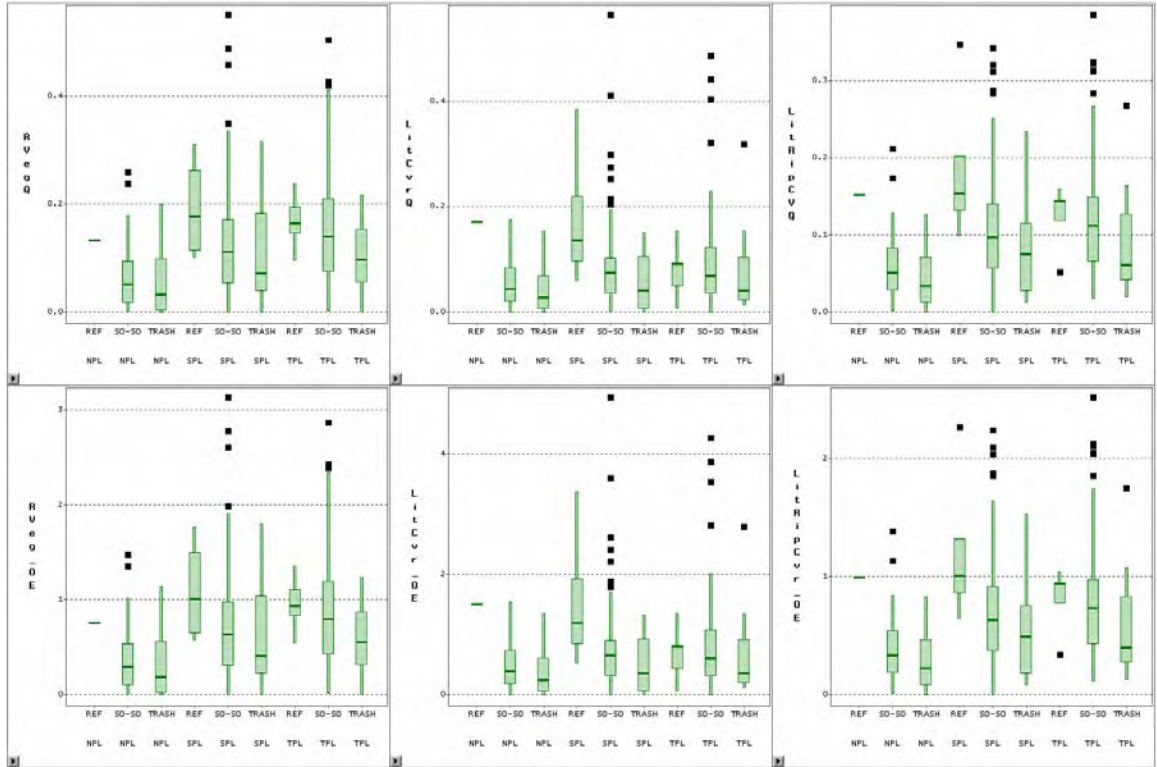 RVegQ
0.4
0.2
0.0
REF SO-SO TRASH REF SO-SO TRASH REF SO-SO TRASH
NPL NPL NPL SPL SPL SPL TPL TPL TPL
LitCvrQ
0.4
0.2
0.0
REF SO-SO TRASH REF SO-SO TRASH REF SO-SO TRASH
NPL NPL NPL SPL SPL SPL TPL TPL TPL
LitRipCVQ
0.3
0.2
0.1
0.0
REF SO-SO TRASH REF SO-SO TRASH REF SO-SO TRASH
NPL NPL NPL SPL SPL SPL TPL TPL TPL
RVeg_OE
3
2
1
0
REF SO-SO TRASH REF SO-SO TRASH REF SO-SO TRASH
NPL NPL NPL SPL SPL SPL TPL TPL TPL
LitCvr_OE
4
2
0
REF SO-SO TRASH REF SO-SO TRASH REF SO-SO TRASH
NPL NPL NPL SPL SPL SPL TPL TPL TPL
LitRipCvr_OE
2
1
0
REF SO-SO TRASH REF SO-SO TRASH REF SO-SO TRASH
NPL NPL NPL SPL SPL SPL TPL TPL TPL